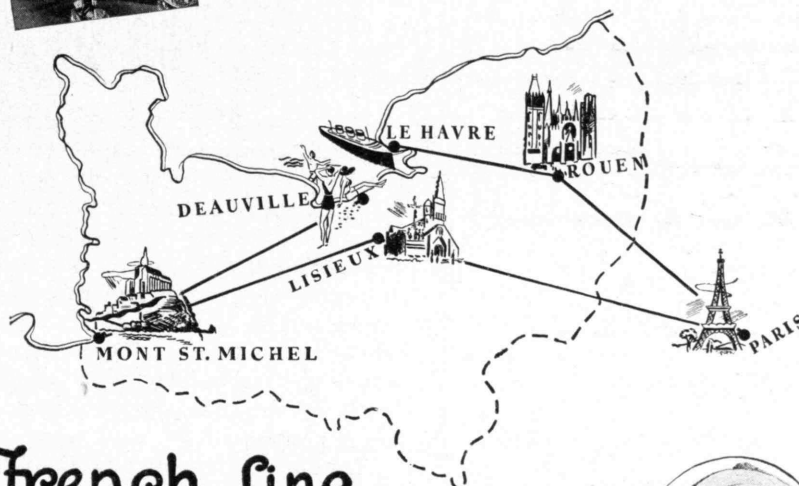 LE HAVRE
ROUEN
DEAUVILLE
LISIEUX
PARIS
MONT ST. MICHEL
French Line